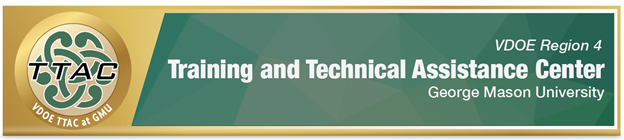 TTAC
VDOE TTAC at GMU
VDOE Region 4
Training and Technical Assistance Center
George Mason University